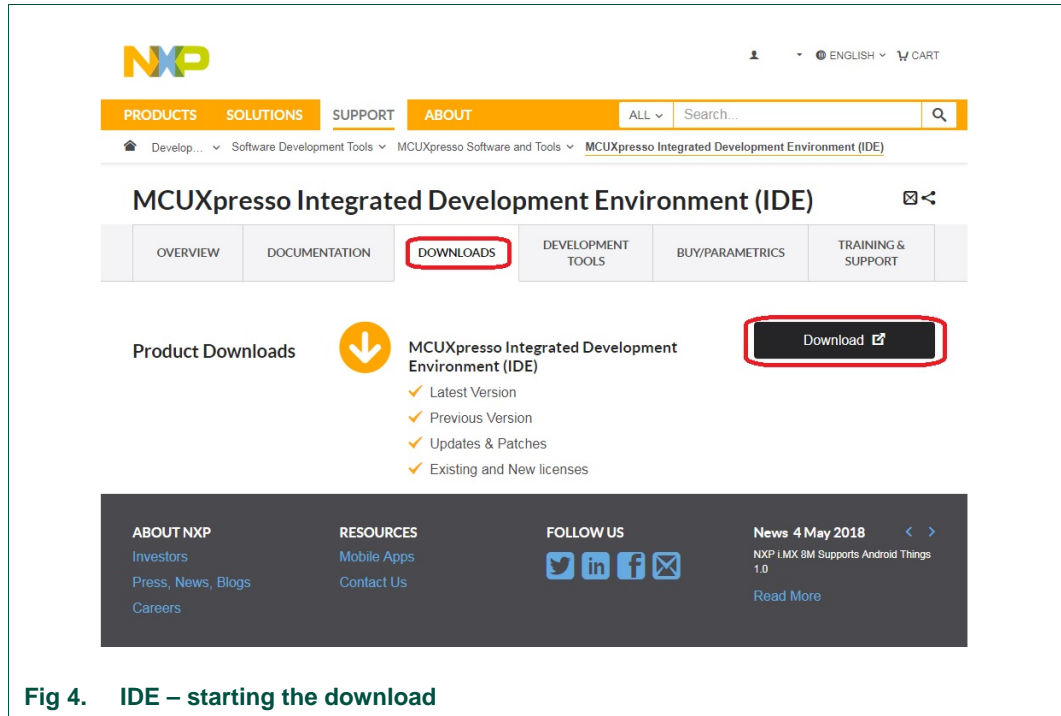 NXP
ENGLISH CART
PRODUCTS SOLUTIONS SUPPORT ABOUT ALL Search...
Develop... Software Development Tools MCUXpresso Software and Tools MCUXpresso Integrated Development Environment (IDE)
MCUXpresso Integrated Development Environment (IDE)
OVERVIEW DOCUMENTATION DOWNLOADS DEVELOPMENT TOOLS BUY/PARAMETRICS TRAINING & SUPPORT
Product Downloads
MCUXpresso Integrated Development
Environment (IDE)
Latest Version
Previous Version
Updates & Patches
Existing and New licenses
Download
ABOUT NXP
Investors
Press, News, Blogs
Careers
RESOURCES
Mobile Apps
Contact Us
FOLLOW US
News 4 May 2018
NXP i.MX 8M Supports Android Things
1.0
Read More
Fig 4. IDE – starting the download